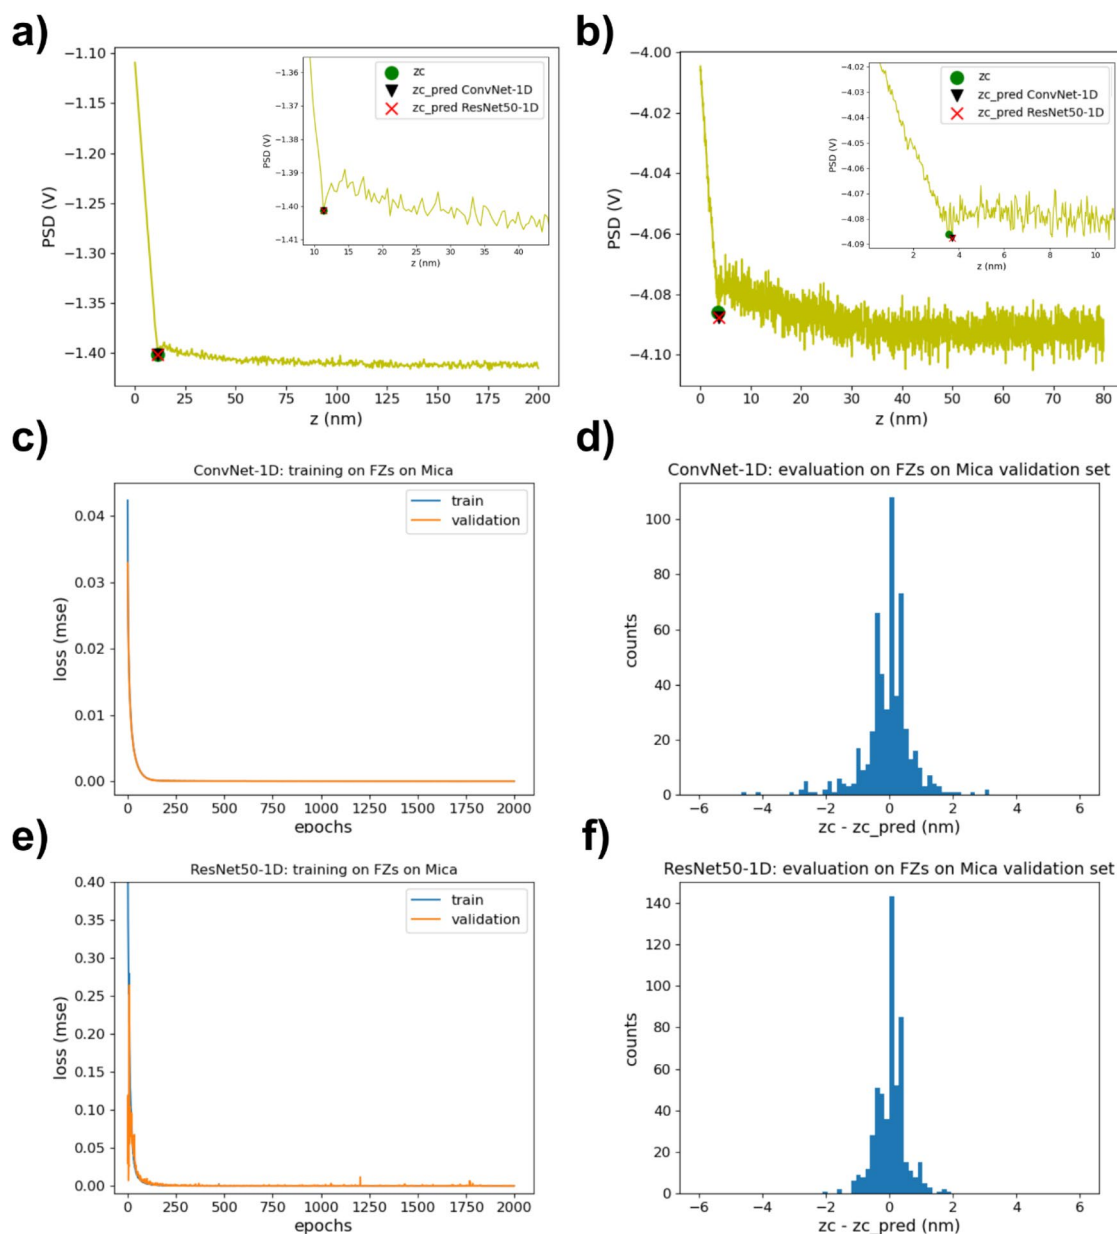 a)
−1.10
−1.15
−1.20
−1.25
−1.30
−1.35
−1.40
PSD (V)
0 25 50 75 100 125 150 175 200
z (nm)
−1.36
−1.37
−1.38
−1.39
−1.40
−1.41
PSD (V)
10 15 20 25 30 35 40
z (nm)
zc
zc_pred ConvNet-1D
zc_pred ResNet50-1D
b)
−4.00
−4.02
−4.04
−4.06
−4.08
−4.10
PSD (V)
0 10 20 30 40 50 60 70 80
z (nm)
−4.02
−4.03
−4.04
−4.05
−4.06
−4.07
−4.08
−4.09
PSD (V)
2 4 6 8 10
z (nm)
zc
zc_pred ConvNet-1D
zc_pred ResNet50-1D
c)
ConvNet-1D: training on FZs on Mica
0.04
0.03
0.02
0.01
0.00
loss (mse)
0 250 500 750 1000 1250 1500 1750 2000
epochs
train
validation
d)
ConvNet-1D: evaluation on FZs on Mica validation set
100
80
60
40
20
0
counts
−6 −4 −2 0 2 4 6
zc - zc_pred (nm)
e)
ResNet50-1D: training on FZs on Mica
0.40
0.35
0.30
0.25
0.20
0.15
0.10
0.05
0.00
loss (mse)
0 250 500 750 1000 1250 1500 1750 2000
epochs
train
validation
f)
ResNet50-1D: evaluation on FZs on Mica validation set
140
120
100
80
60
40
20
0
counts
−6 −4 −2 0 2 4 6
zc - zc_pred (nm)